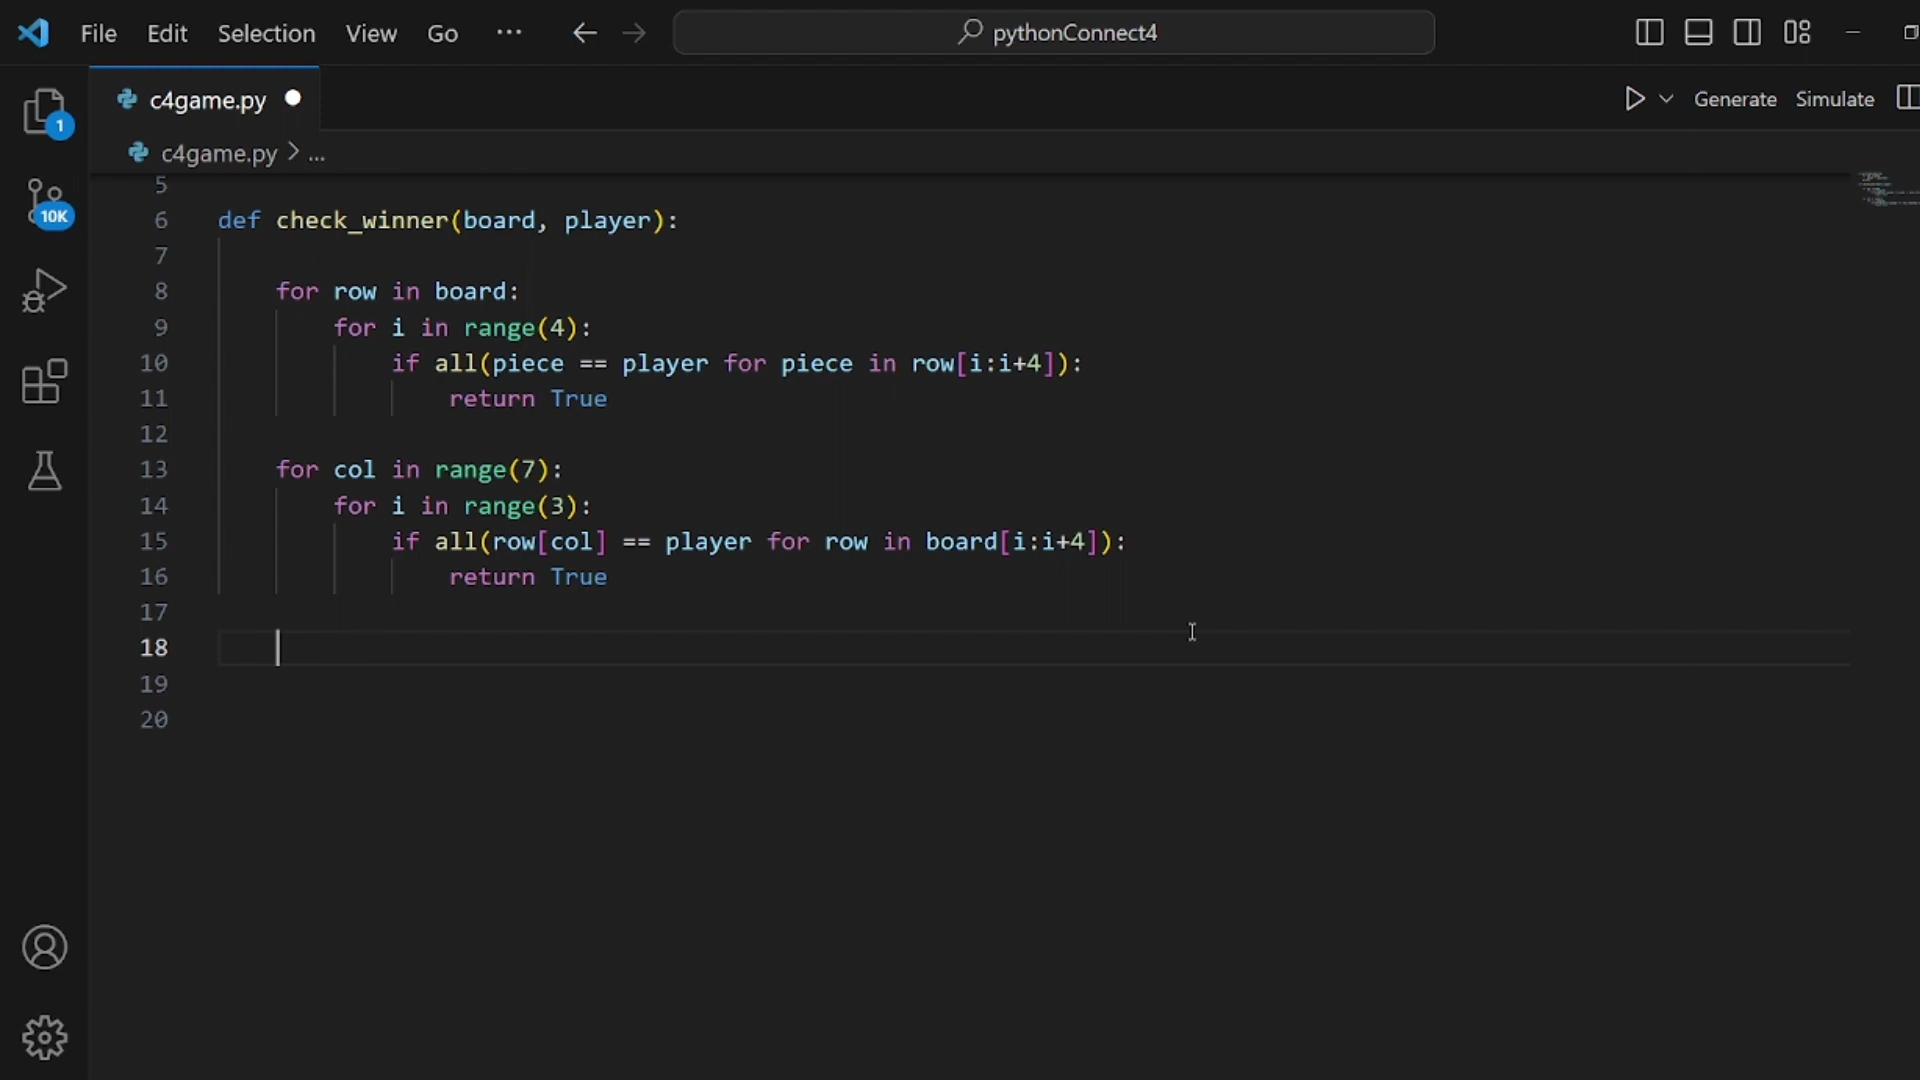 File Edit Selection View Go ··· pythonConnect4
c4game.py Generate Simulate
1
c4game.py > ...
5
6 def check_winner(board, player):
10K
7
8 for row in board:
9 for i in range(4):
10 if all(piece == player for piece in row[i:i+4]):
11 return True
12
13 for col in range(7):
14 for i in range(3):
15 if all(row[col] == player for row in board[i:i+4]):
16 return True
17
18
19
20